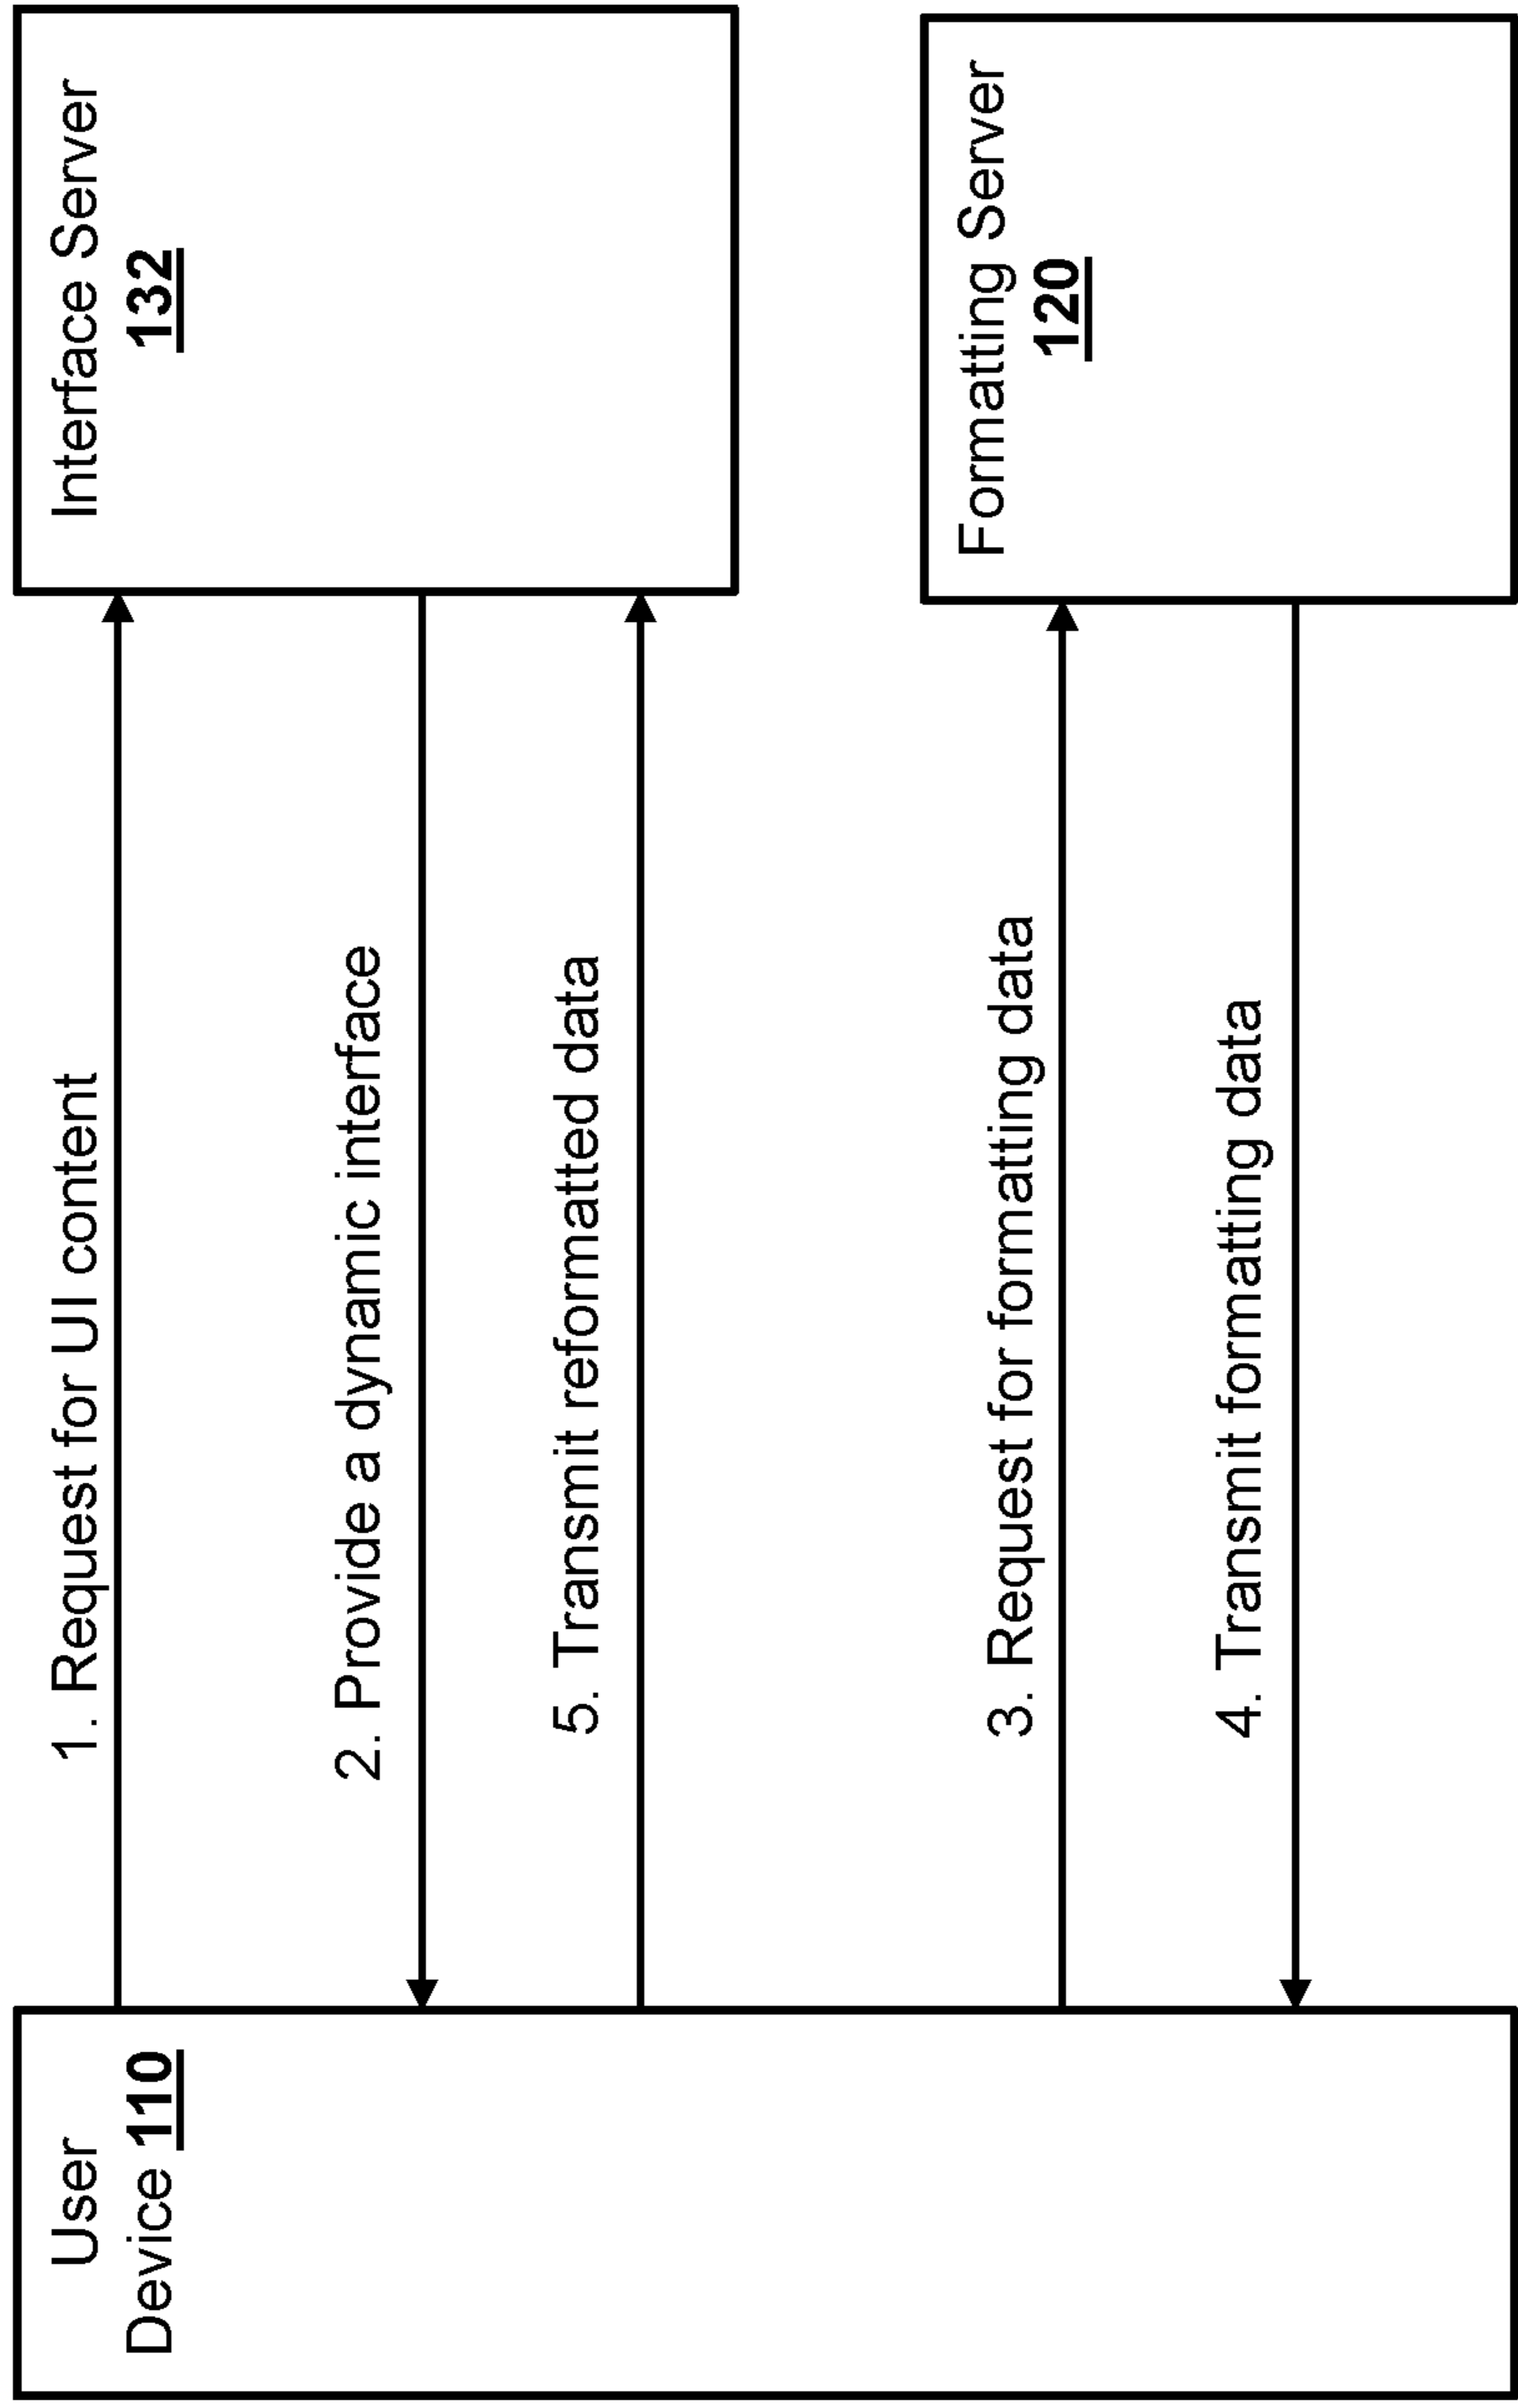 User
Device 110
1. Request for UI content
2. Provide a dynamic interface
5. Transmit reformatted data
3. Request for formatting data
4. Transmit formatting data
Interface Server
132
Formatting Server
120